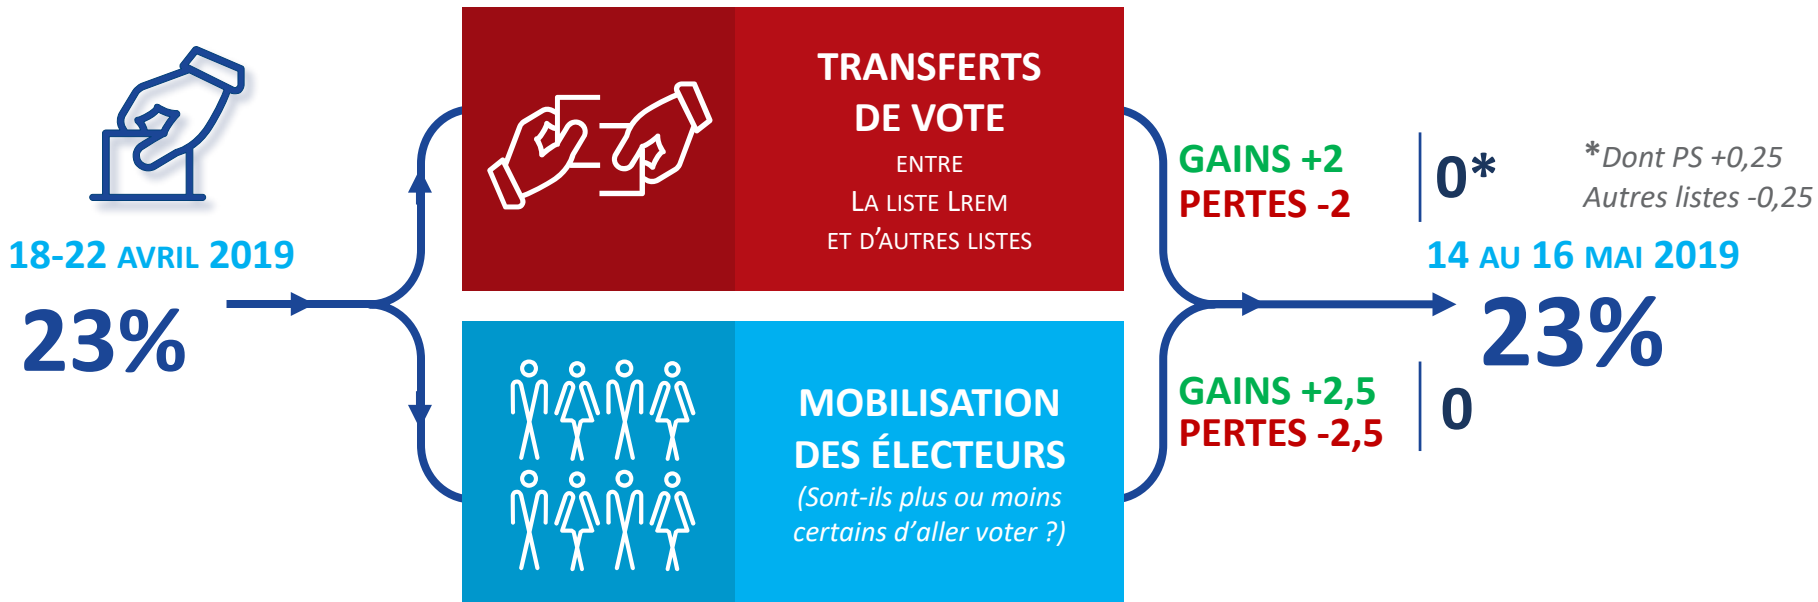 18-22 AVRIL 2019
23%
TRANSFERTS
DE VOTE
ENTRE
LA LISTE LREM
ET D'AUTRES LISTES
GAINS +2
PERTES -2
0*
*Dont PS +0,25
Autres listes -0,25
MOBILISATION
DES ÉLECTEURS
(Sont-ils plus ou moins
certains d'aller voter ?)
GAINS +2,5
PERTES -2,5
0
14 AU 16 MAI 2019
23%